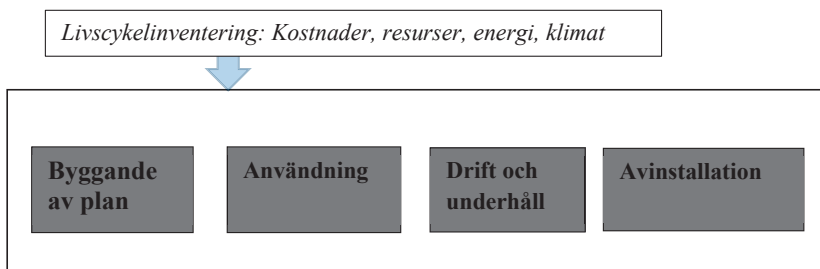 Livscykelinventering: Kostnader, resurser, energi, klimat
Byggande
av plan
Användning
Drift och
underhåll
Avinstallation